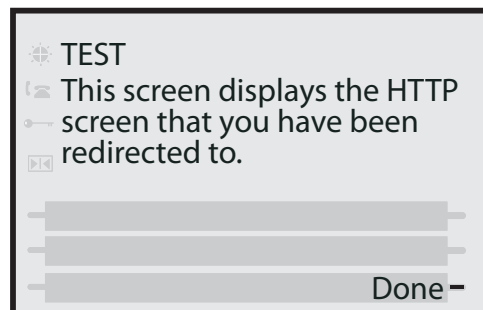 TEST
This screen displays the HTTP
screen that you have been
redirected to.
Done